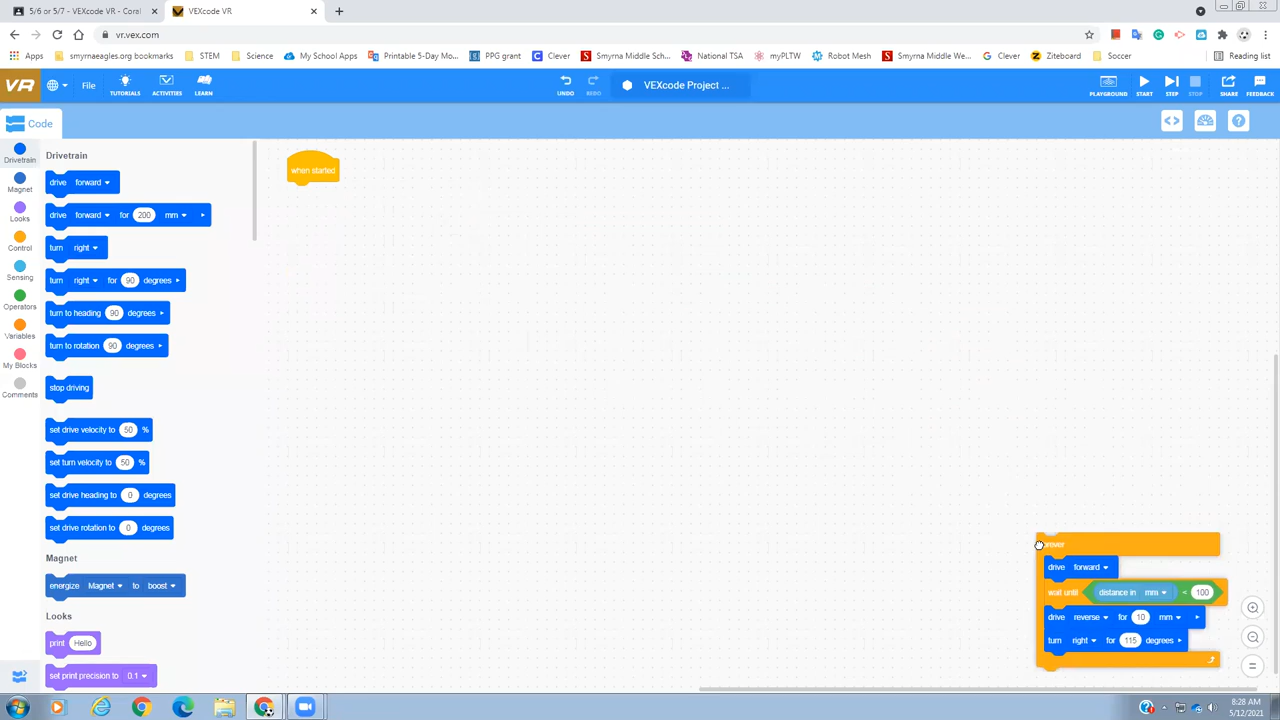 5/6 or 5/7 - VEXcode VR - Coral
VEXcode VR
vr.vex.com
Apps
smyrnaeagles.org bookmarks
STEM
Science
My School Apps
Printable 5-Day Mo...
PPG grant
Clever
Smyrna Middle Sch...
National TSA
myPLTW
Robot Mesh
Smyrna Middle We...
Clever
Ziteboard
Soccer
Reading list
VR
File
TUTORIALS
ACTIVITIES
LEARN
UNDO
REDO
VEXcode Project ...
PLAYGROUND
START
STEP
STOP
SHARE
FEEDBACK
Code
Drivetrain
Magnet
Looks
Control
Sensing
Operators
Variables
My Blocks
Comments
Drivetrain
drive forward
drive forward for 200 mm
turn right
turn right for 90 degrees
turn to heading 90 degrees
turn to rotation 90 degrees
stop driving
set drive velocity to 50 %
set turn velocity to 50 %
set drive heading to 0 degrees
set drive rotation to 0 degrees
Magnet
energize Magnet to boost
Looks
print Hello
set print precision to 0.1
when started
drive forward
wait until distance in mm < 100
drive reverse for 10 mm
turn right for 115 degrees
8:28 AM
5/12/2021